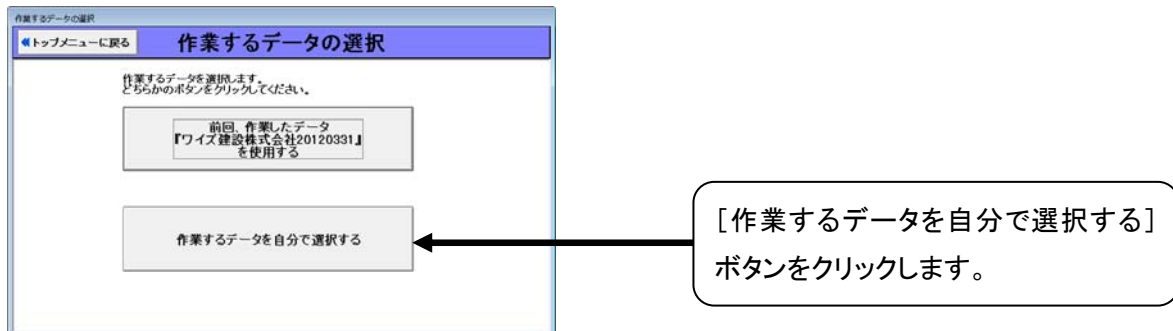 作業するデータの選択
トップメニューに戻る
作業するデータの選択
作業するデータを選択します。
どちらかのボタンをクリックしてください。
前回、作業したデータ
『ワイズ建設株式会社20120331』
を使用する
作業するデータを自分で選択する
[作業するデータを自分で選択する]
ボタンをクリックします。